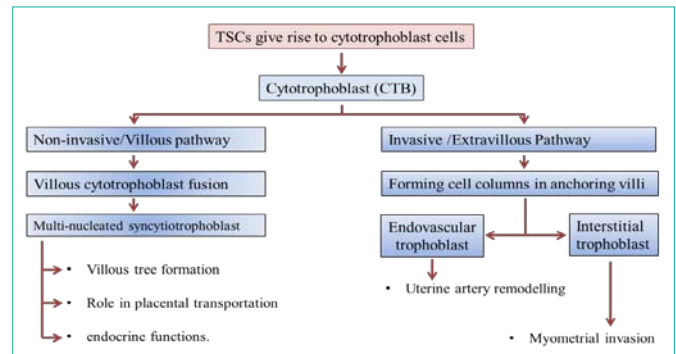 TSCs give rise to cytotrophoblast cells
Cytotrophoblast (CTB)
Non-invasive/Villous pathway
Villous cytotrophoblast fusion
Multi-nucleated syncytiotrophoblast
• Villous tree formation
• Role in placental transportation
• endocrine functions.
Invasive /Extravillous Pathway
Forming cell columns in anchoring villi
Endovascular
trophoblast
Interstitial
trophoblast
• Uterine artery remodelling
• Myometrial invasion